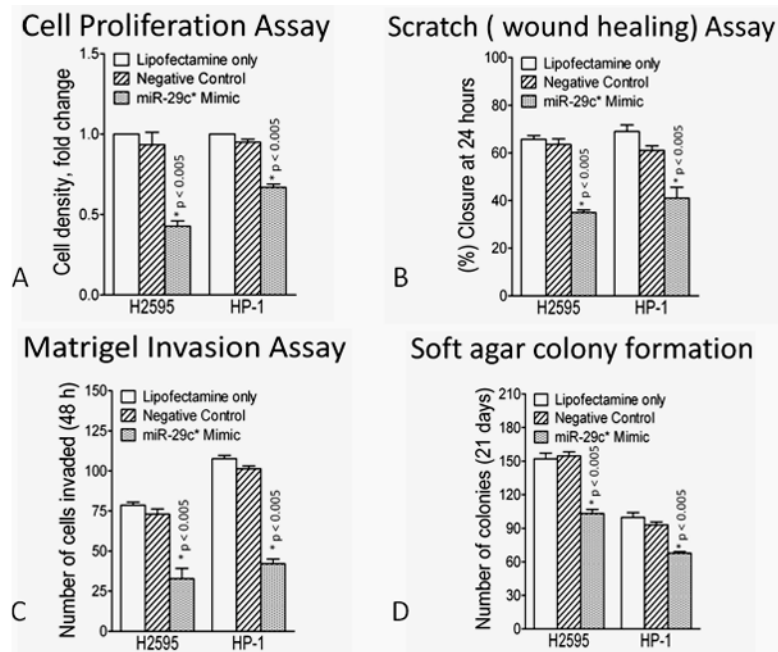 Cell Proliferation Assay
Lipofectamine only
Negative Control
miR-29c* Mimic
Cell density, fold change
1.5
1.0
0.5
0.0
* p < 0.005
* p < 0.005
H2595
HP-1
A
Scratch ( wound healing) Assay
Lipofectamine only
Negative Control
miR-29c* Mimic
(%) Closure at 24 hours
100
80
60
40
20
0
* p < 0.005
* p < 0.005
H2595
HP-1
B
Matrigel Invasion Assay
Lipofectamine only
Negative Control
miR-29c* Mimic
Number of cells invaded (48 h)
150
125
100
75
50
25
0
* p < 0.005
* p < 0.005
H2595
HP-1
C
Soft agar colony formation
Lipofectamine only
Negative Control
miR-29c* Mimic
Number of colonies (21 days)
210
180
150
120
90
60
30
0
* p < 0.005
* p < 0.005
H2595
HP-1
D